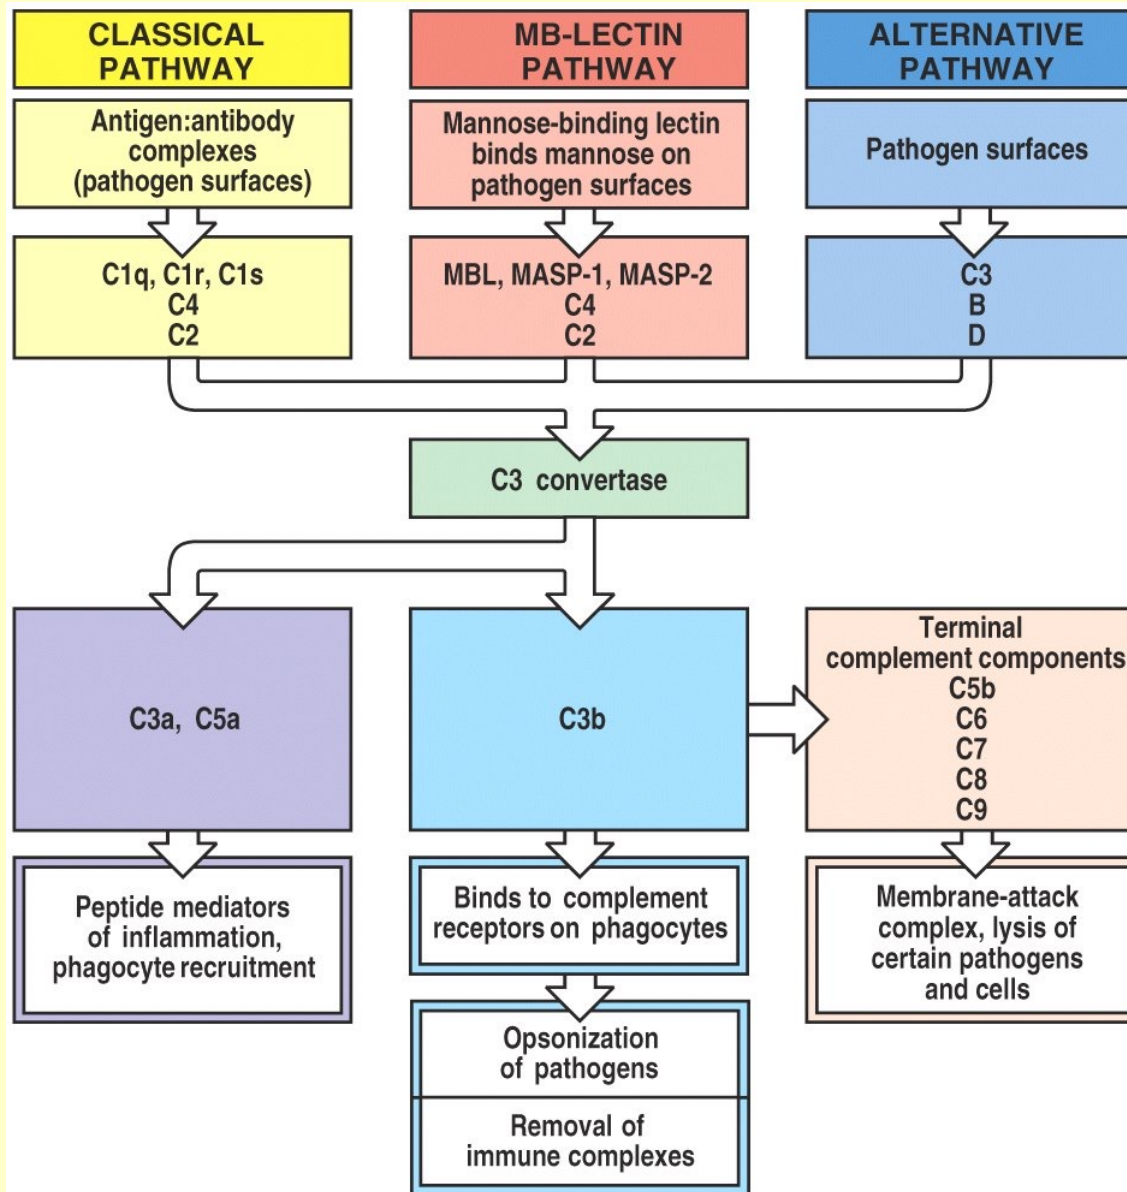 CLASSICAL
PATHWAY
MB-LECTIN
PATHWAY
ALTERNATIVE
PATHWAY
Antigen:antibody
complexes
(pathogen surfaces)
Mannose-binding lectin
binds mannose on
pathogen surfaces
Pathogen surfaces
C1q, C1r, C1s
C4
C2
MBL, MASP-1, MASP-2
C4
C2
C3
B
D
C3 convertase
C3a, C5a
C3b
Terminal
complement components
C5b
C6
C7
C8
C9
Peptide mediators
of inflammation,
phagocyte recruitment
Binds to complement
receptors on phagocytes
Membrane-attack
complex, lysis of
certain pathogens
and cells
Opsonization
of pathogens
Removal of
immune complexes